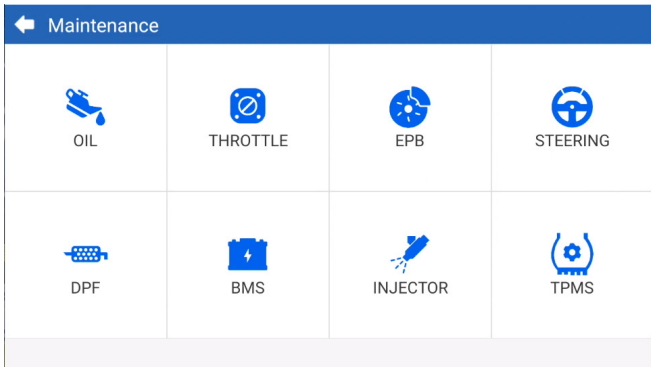 Maintenance
OIL
THROTTLE
EPB
STEERING
DPF
BMS
INJECTOR
TPMS